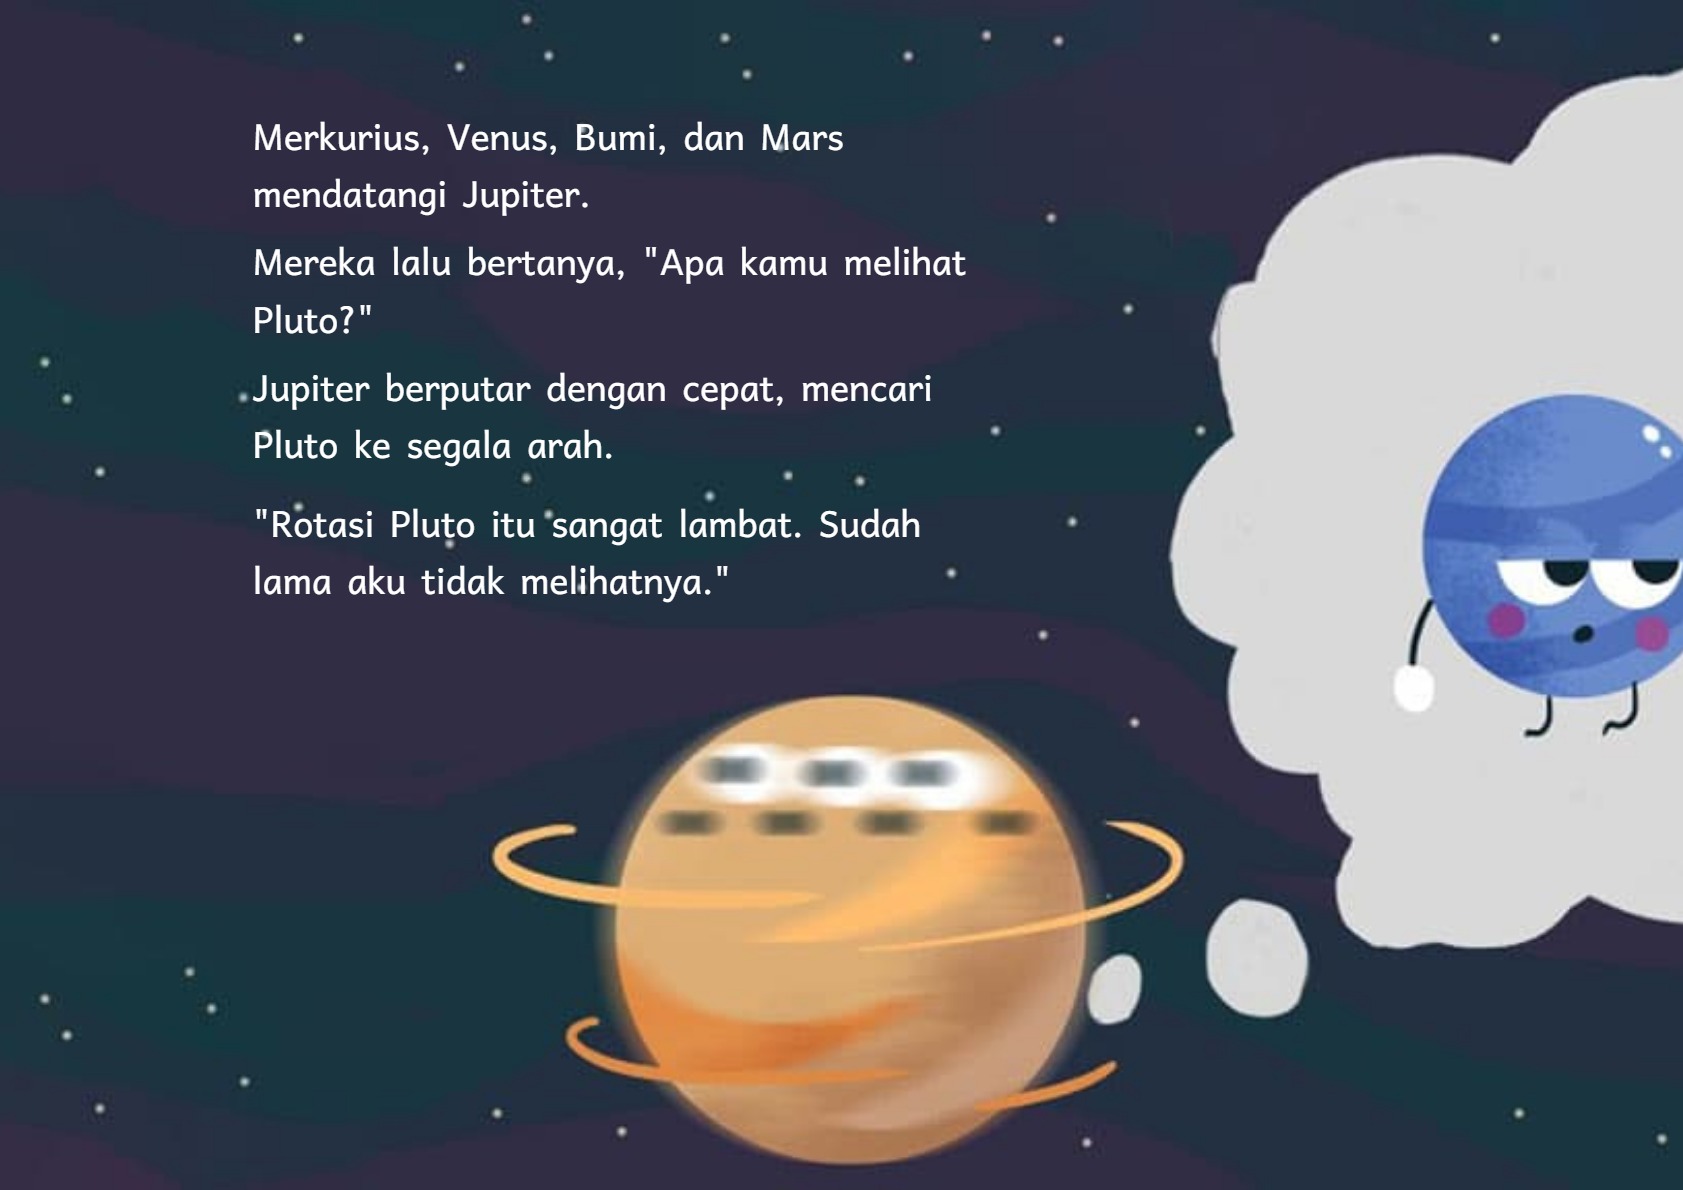 Merkurius, Venus, Bumi, dan Mars
mendatangi Jupiter.
Mereka lalu bertanya, "Apa kamu melihat
Pluto?"
Jupiter berputar dengan cepat, mencari
Pluto ke segala arah.
"Rotasi Pluto itu sangat lambat. Sudah
lama aku tidak melihatnya."